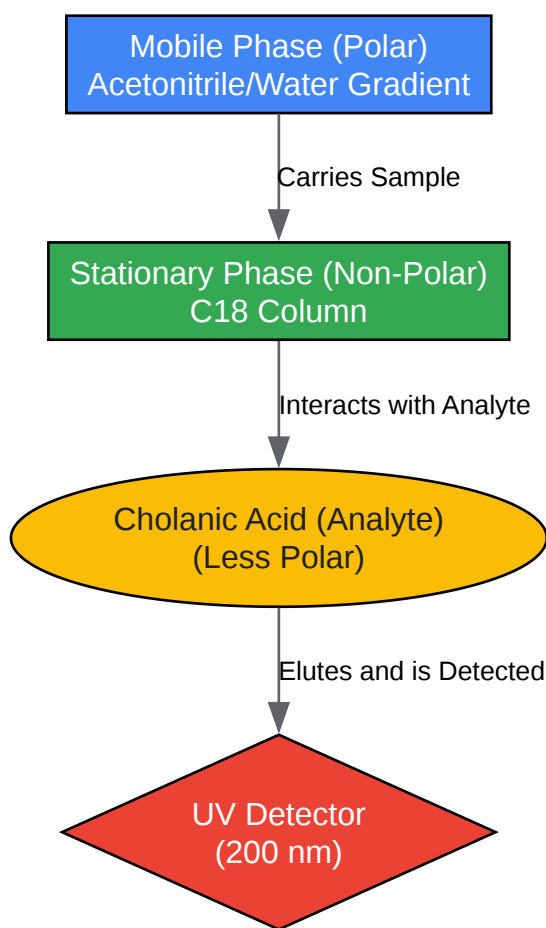 Mobile Phase (Polar)
Acetonitrile/Water Gradient
Carries Sample
Stationary Phase (Non-Polar)
C18 Column
Interacts with Analyte
Cholanic Acid (Analyte)
(Less Polar)
Elutes and is Detected
UV Detector
(200 nm)